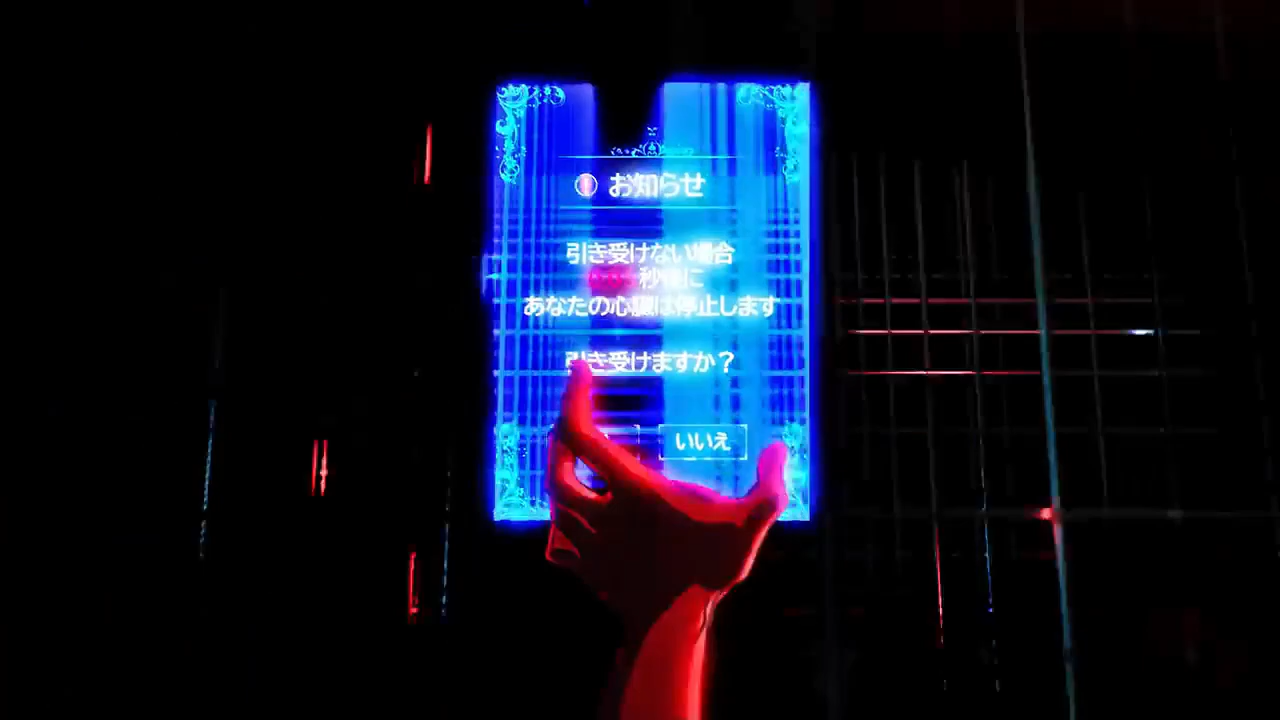 お知らせ
引き受けない場合
秒後に
あなたの心臓は停止します
引き受けますか？
いいえ